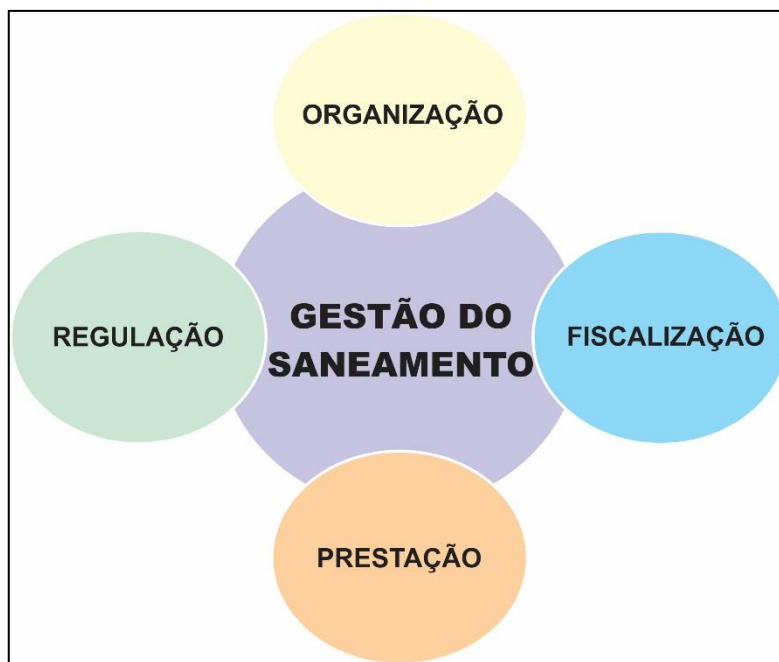 ORGANIZAÇÃO
REGULAÇÃO
GESTÃO DO
SANEAMENTO
FISCALIZAÇÃO
PRESTAÇÃO